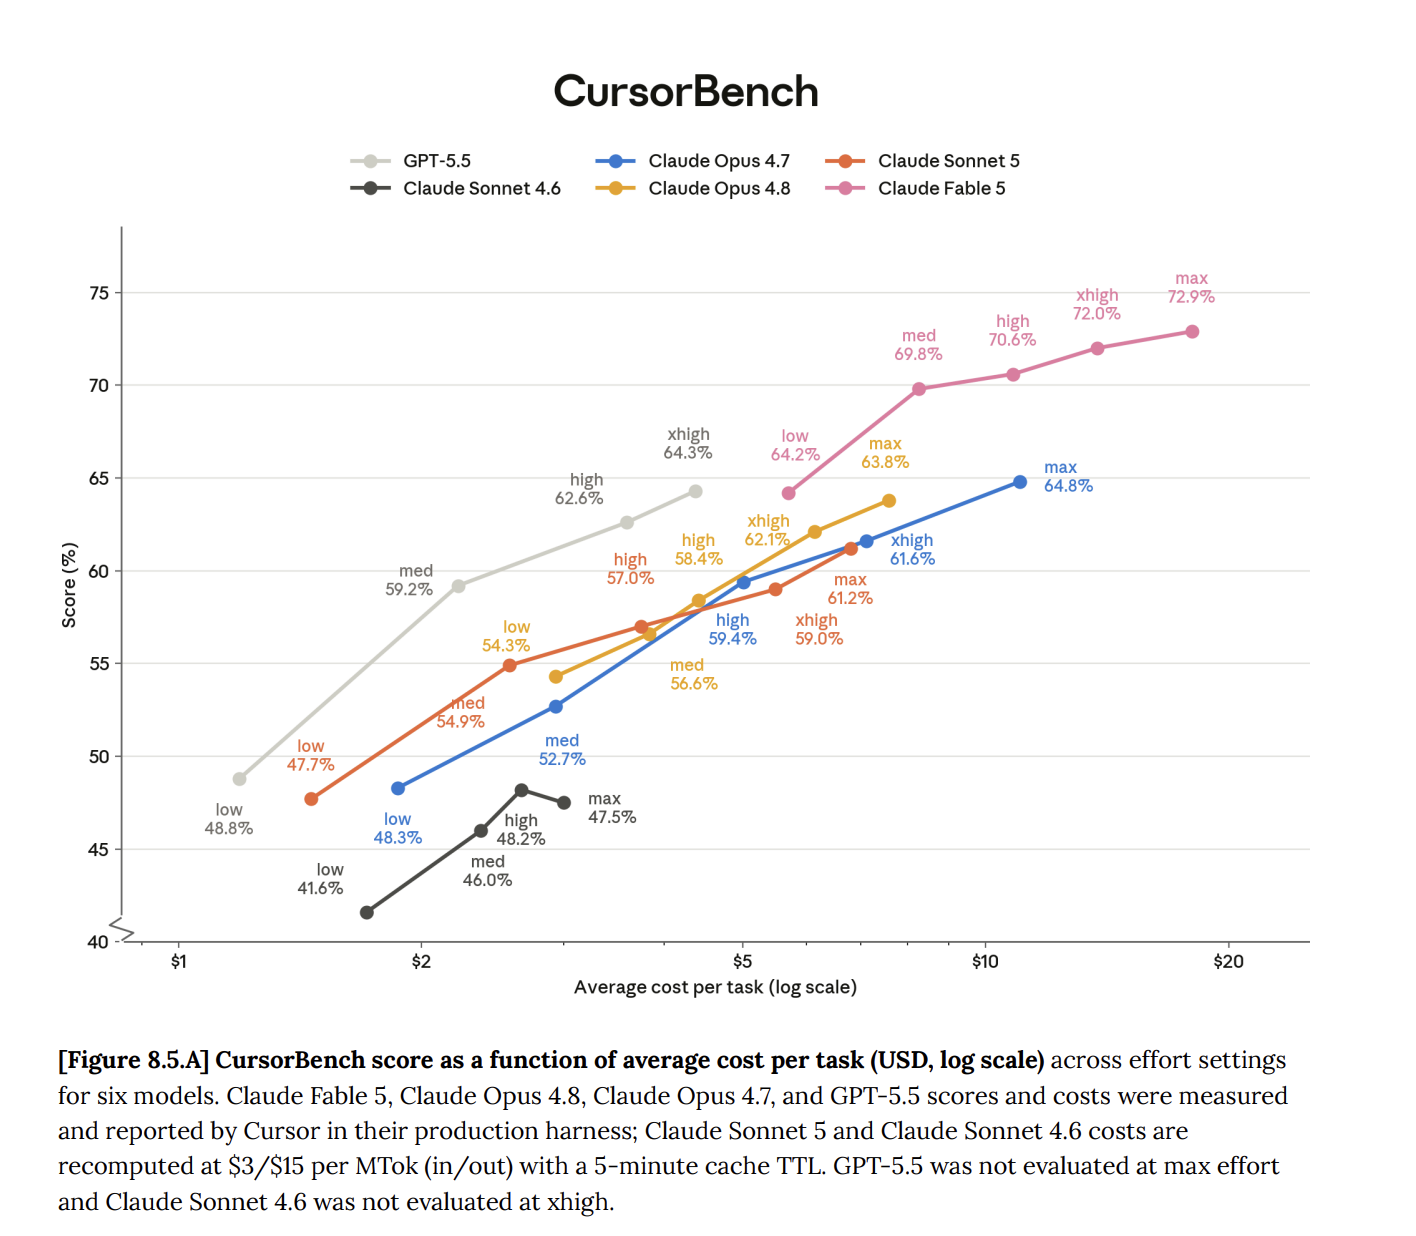 CursorBench
GPT-5.5
Claude Opus 4.7
Claude Sonnet 5
Claude Sonnet 4.6
Claude Opus 4.8
Claude Fable 5
75
70
65
60
55
50
45
40
Score (%)
max
72.9%
xhigh
72.0%
high
70.6%
med
69.8%
low
64.2%
max
63.8%
xhigh
62.1%
high
58.4%
med
56.6%
low
54.3%
xhigh
64.3%
high
62.6%
med
59.2%
low
48.8%
max
64.8%
xhigh
61.6%
high
59.4%
med
52.7%
low
48.3%
max
61.2%
xhigh
59.0%
high
57.0%
med
54.9%
low
47.7%
max
47.5%
high
48.2%
med
46.0%
low
41.6%
$1
$2
$5
$10
$20
Average cost per task (log scale)
[Figure 8.5.A] CursorBench score as a function of average cost per task (USD, log scale) across effort settings
for six models. Claude Fable 5, Claude Opus 4.8, Claude Opus 4.7, and GPT-5.5 scores and costs were measured
and reported by Cursor in their production harness; Claude Sonnet 5 and Claude Sonnet 4.6 costs are
recomputed at $3/$15 per MTok (in/out) with a 5-minute cache TTL. GPT-5.5 was not evaluated at max effort
and Claude Sonnet 4.6 was not evaluated at xhigh.